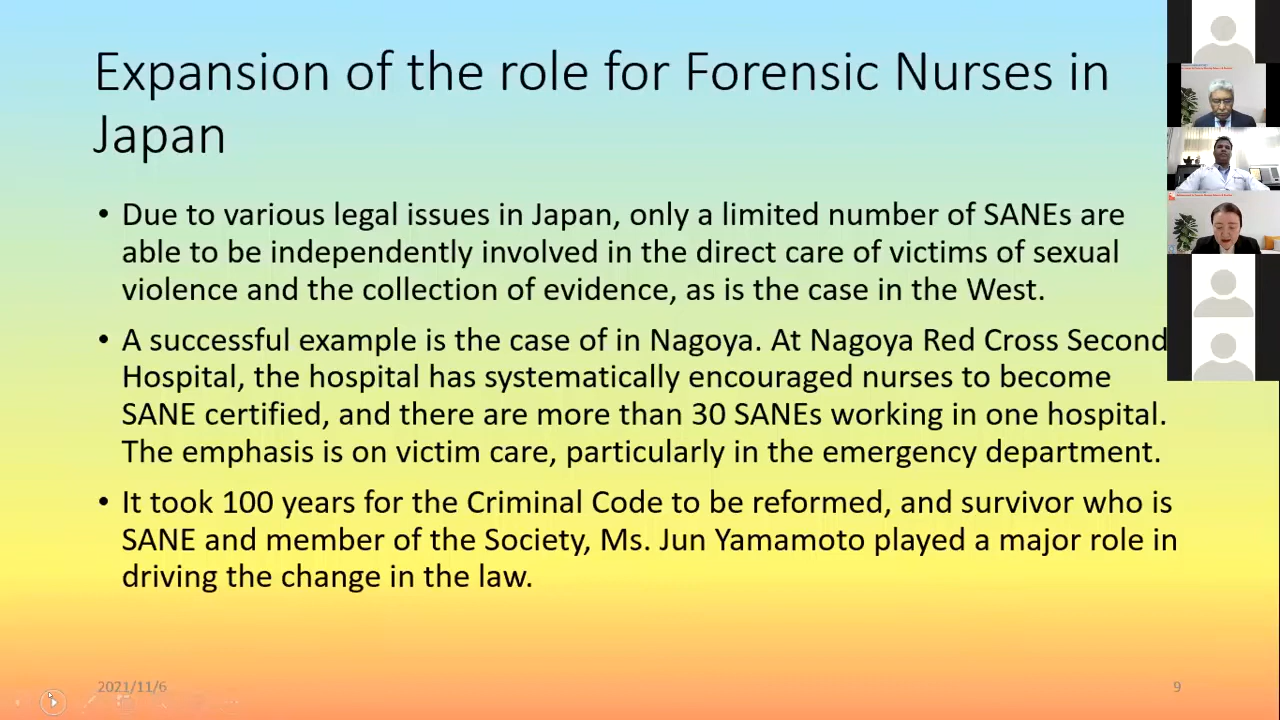 Expansion of the role for Forensic Nurses in
Japan
• Due to various legal issues in Japan, only a limited number of SANEs are
able to be independently involved in the direct care of victims of sexual
violence and the collection of evidence, as is the case in the West.
• A successful example is the case of in Nagoya. At Nagoya Red Cross Second
Hospital, the hospital has systematically encouraged nurses to become
SANE certified, and there are more than 30 SANEs working in one hospital.
The emphasis is on victim care, particularly in the emergency department.
• It took 100 years for the Criminal Code to be reformed, and survivor who is
SANE and member of the Society, Ms. Jun Yamamoto played a major role in
driving the change in the law.
2021/11/6
9